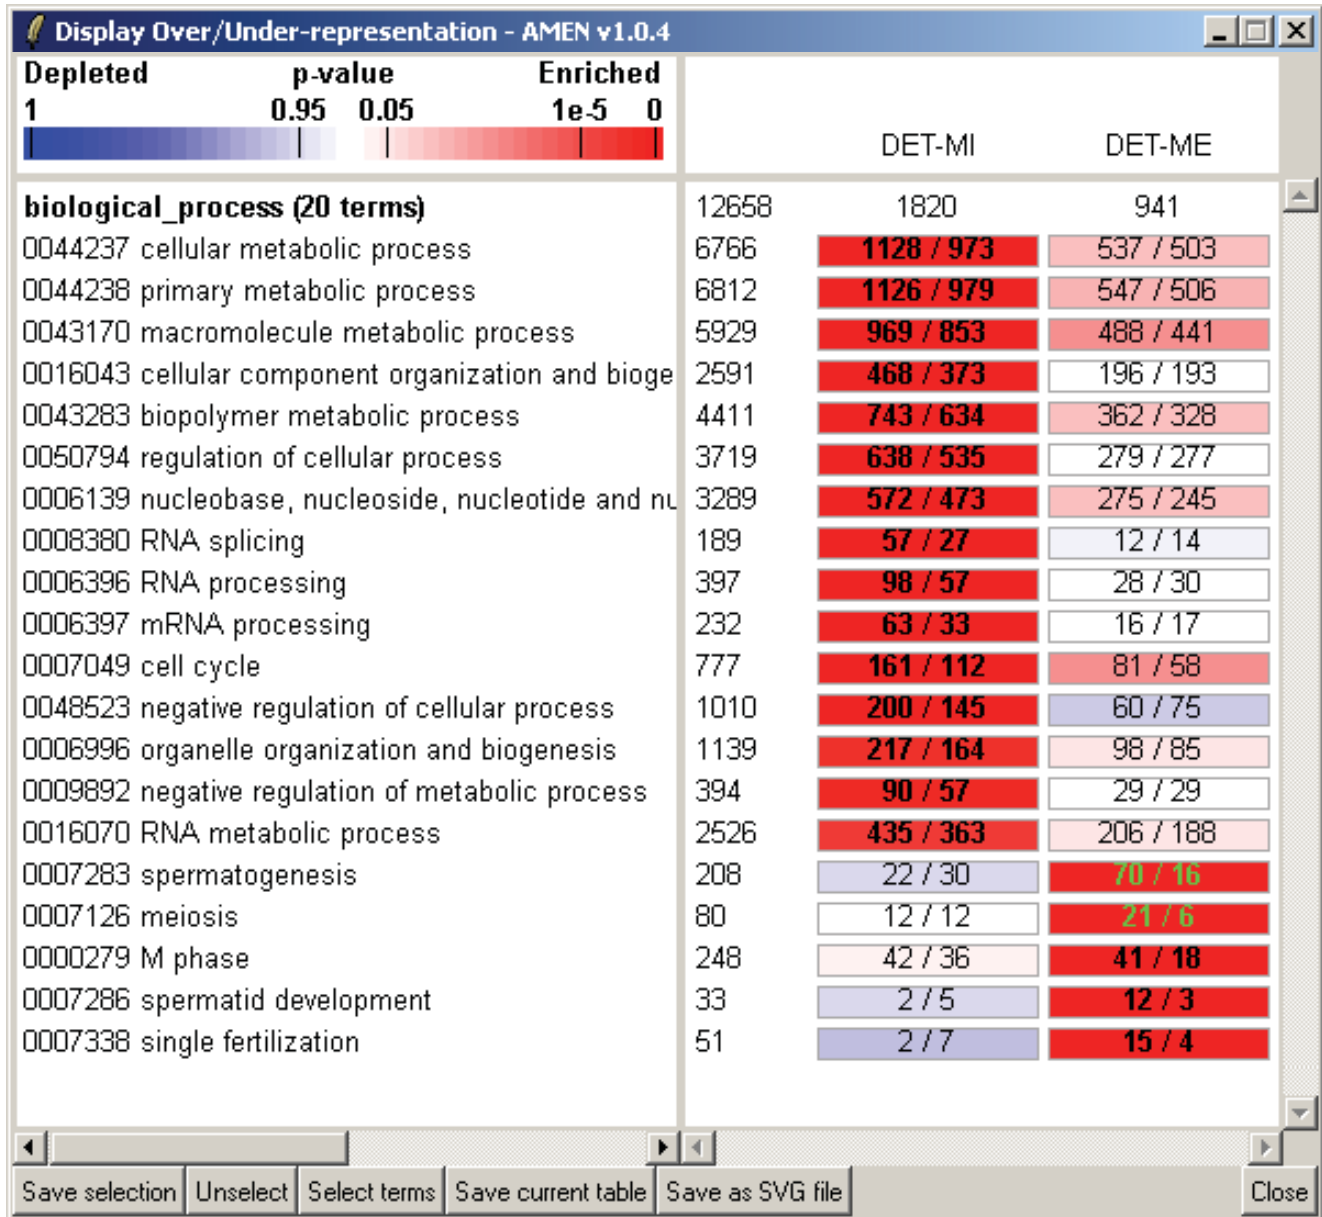 Display Over/Under-representation - AMEN v1.0.4
Depleted p-value Enriched
1 0.95 0.05 1e-5 0
DET-MI DET-ME
biological_process (20 terms) 12658 1820 941
0044237 cellular metabolic process 6766 1128 / 973 537 / 503
0044238 primary metabolic process 6812 1126 / 979 547 / 506
0043170 macromolecule metabolic process 5929 969 / 853 488 / 441
0016043 cellular component organization and bioge 2591 468 / 373 196 / 193
0043283 biopolymer metabolic process 4411 743 / 634 362 / 328
0050794 regulation of cellular process 3719 638 / 535 279 / 277
0006139 nucleobase, nucleoside, nucleotide and nu 3289 572 / 473 275 / 245
0008380 RNA splicing 189 57 / 27 12 / 14
0006396 RNA processing 397 98 / 57 28 / 30
0006397 mRNA processing 232 63 / 33 16 / 17
0007049 cell cycle 777 161 / 112 81 / 58
0048523 negative regulation of cellular process 1010 200 / 145 60 / 75
0006996 organelle organization and biogenesis 1139 217 / 164 98 / 85
0009892 negative regulation of metabolic process 394 90 / 57 29 / 29
0016070 RNA metabolic process 2526 435 / 363 206 / 188
0007283 spermatogenesis 208 22 / 30 70 / 16
0007126 meiosis 80 12 / 12 21 / 6
0000279 M phase 248 42 / 36 41 / 18
0007286 spermatid development 33 2 / 5 12 / 3
0007338 single fertilization 51 2 / 7 15 / 4
Save selection Unselect Select terms Save current table Save as SVG file Close